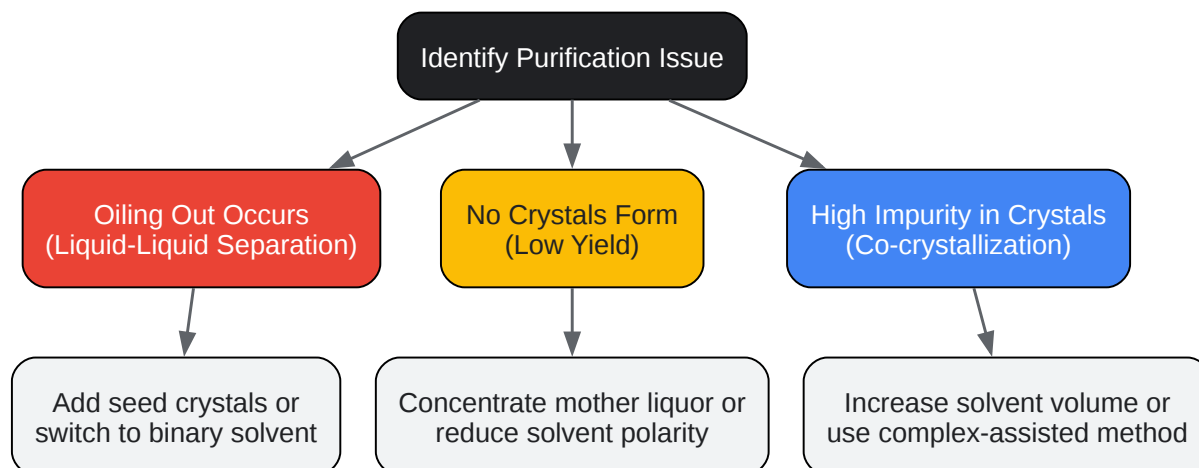 Identify Purification Issue
Oiling Out Occurs
(Liquid-Liquid Separation)
No Crystals Form
(Low Yield)
High Impurity in Crystals
(Co-crystallization)
Add seed crystals or
switch to binary solvent
Concentrate mother liquor or
reduce solvent polarity
Increase solvent volume or
use complex-assisted method